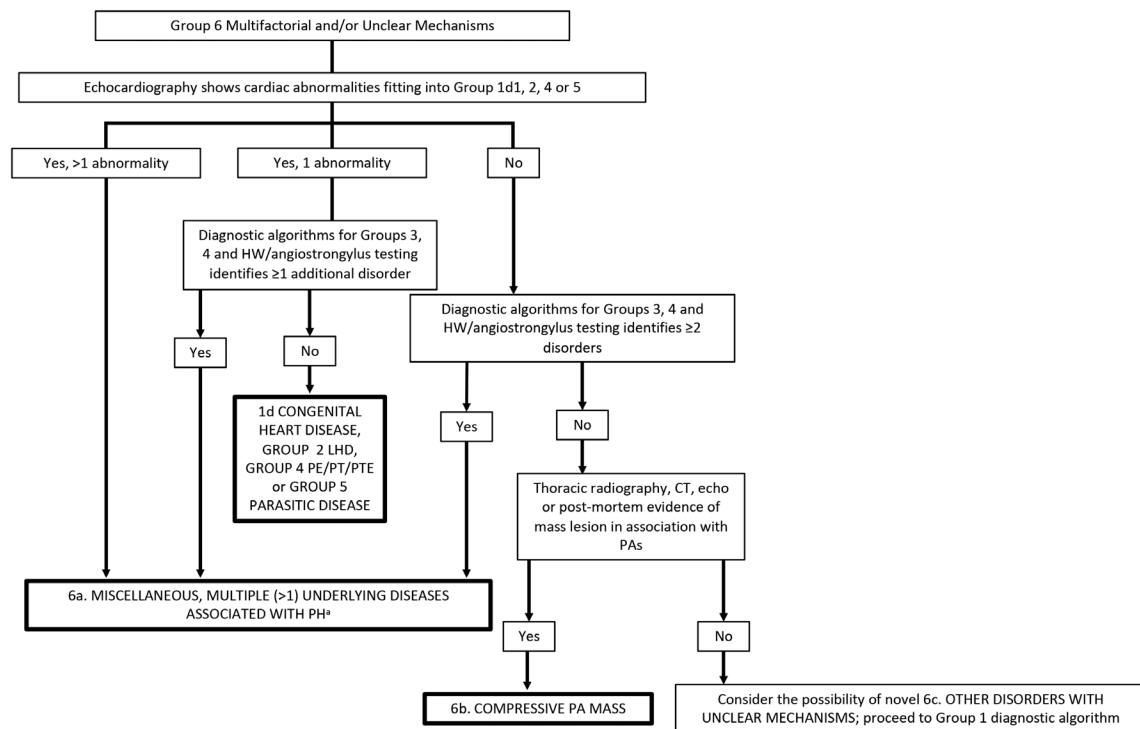 Group 6 Multifactorial and/or Unclear Mechanisms
Echocardiography shows cardiac abnormalities fitting into Group 1d1, 2, 4 or 5
Yes, >1 abnormality
Yes, 1 abnormality
No
Diagnostic algorithms for Groups 3,
4 and HW/angiostrongylus testing
identifies ≥1 additional disorder
Diagnostic algorithms for Groups 3, 4 and
HW/angiostrongylus testing identifies ≥2
disorders
Yes
No
1d CONGENITAL
HEART DISEASE,
GROUP 2 LHD,
GROUP 4 PE/PT/PTE
or GROUP 5
PARASITIC DISEASE
Yes
No
Thoracic radiography, CT, echo
or post-mortem evidence of
mass lesion in association with
PAs
6a. MISCELLANEOUS, MULTIPLE (>1) UNDERLYING DISEASES
ASSOCIATED WITH PHª
Yes
No
6b. COMPRESSIVE PA MASS
Consider the possibility of novel 6c. OTHER DISORDERS WITH
UNCLEAR MECHANISMS; proceed to Group 1 diagnostic algorithm